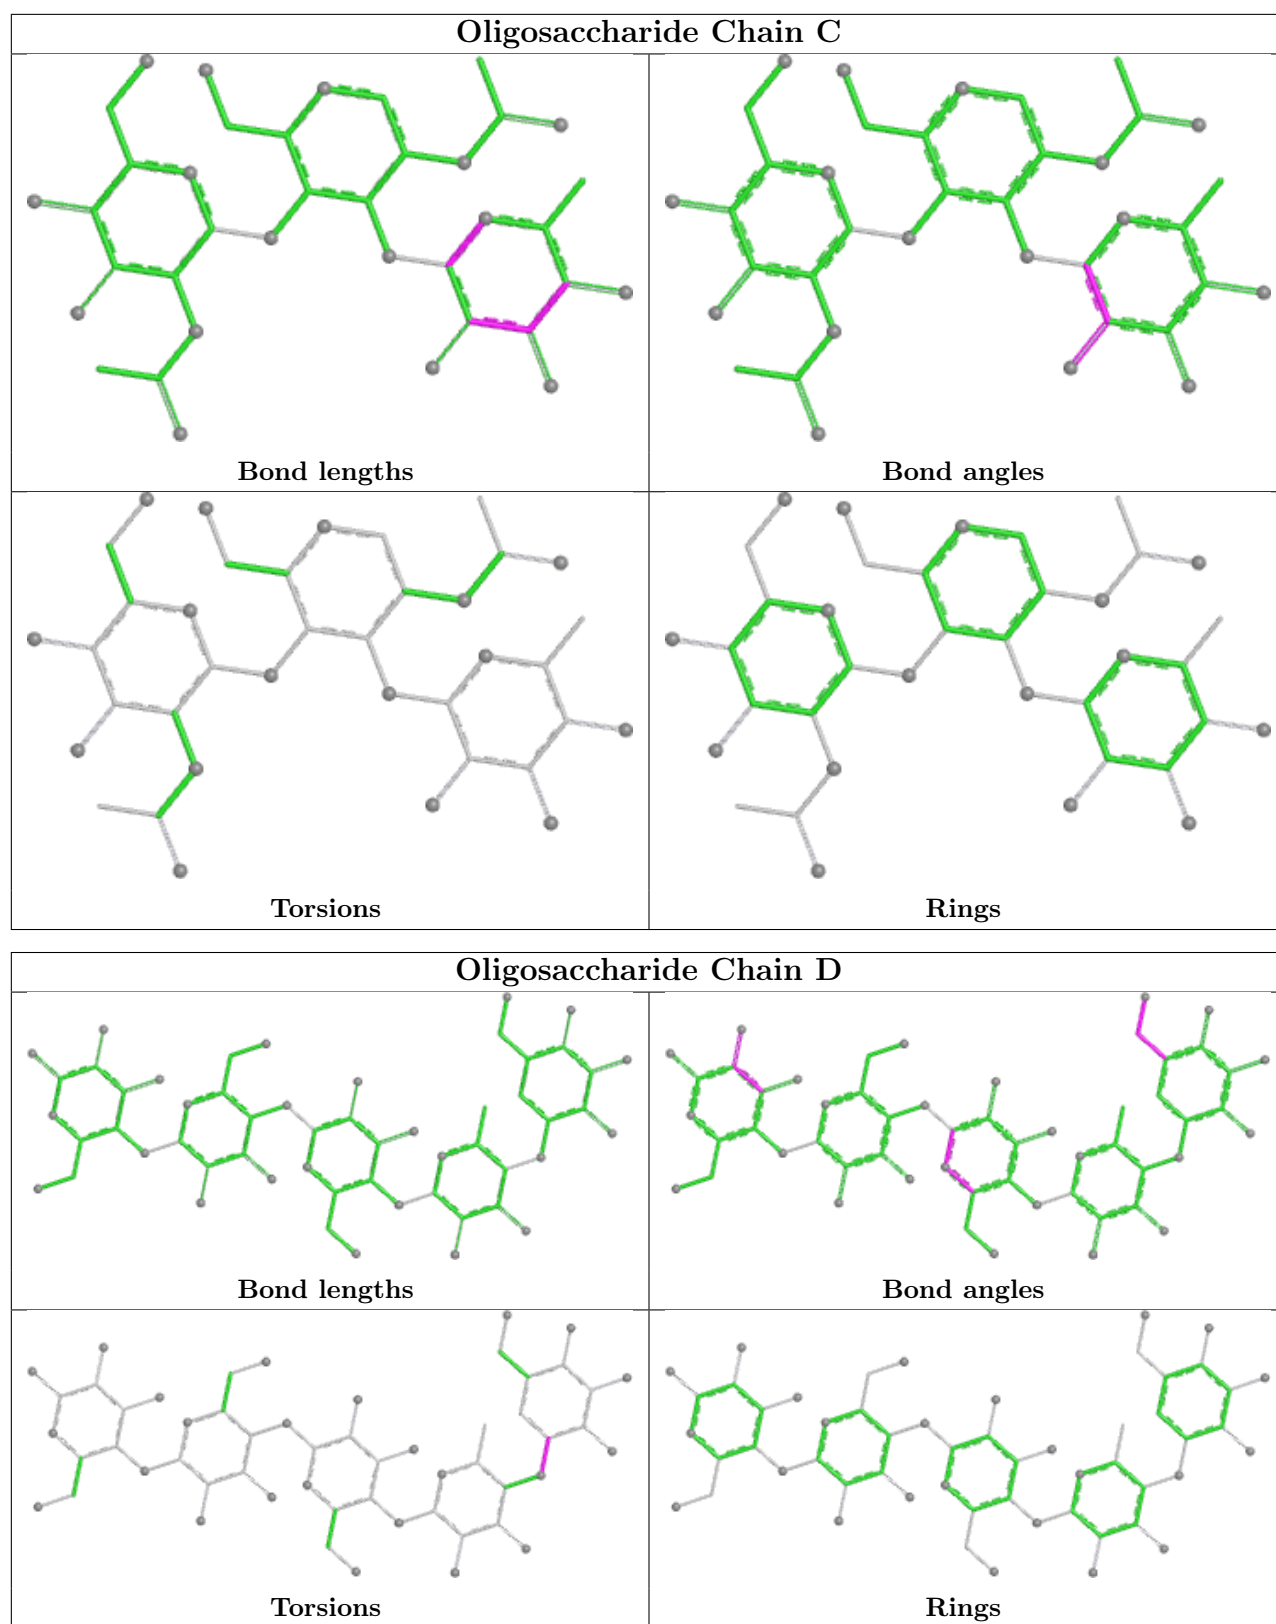 Oligosaccharide Chain C
Bond lengths
Bond angles
Torsions
Rings
Oligosaccharide Chain D
Bond lengths
Bond angles
Torsions
Rings